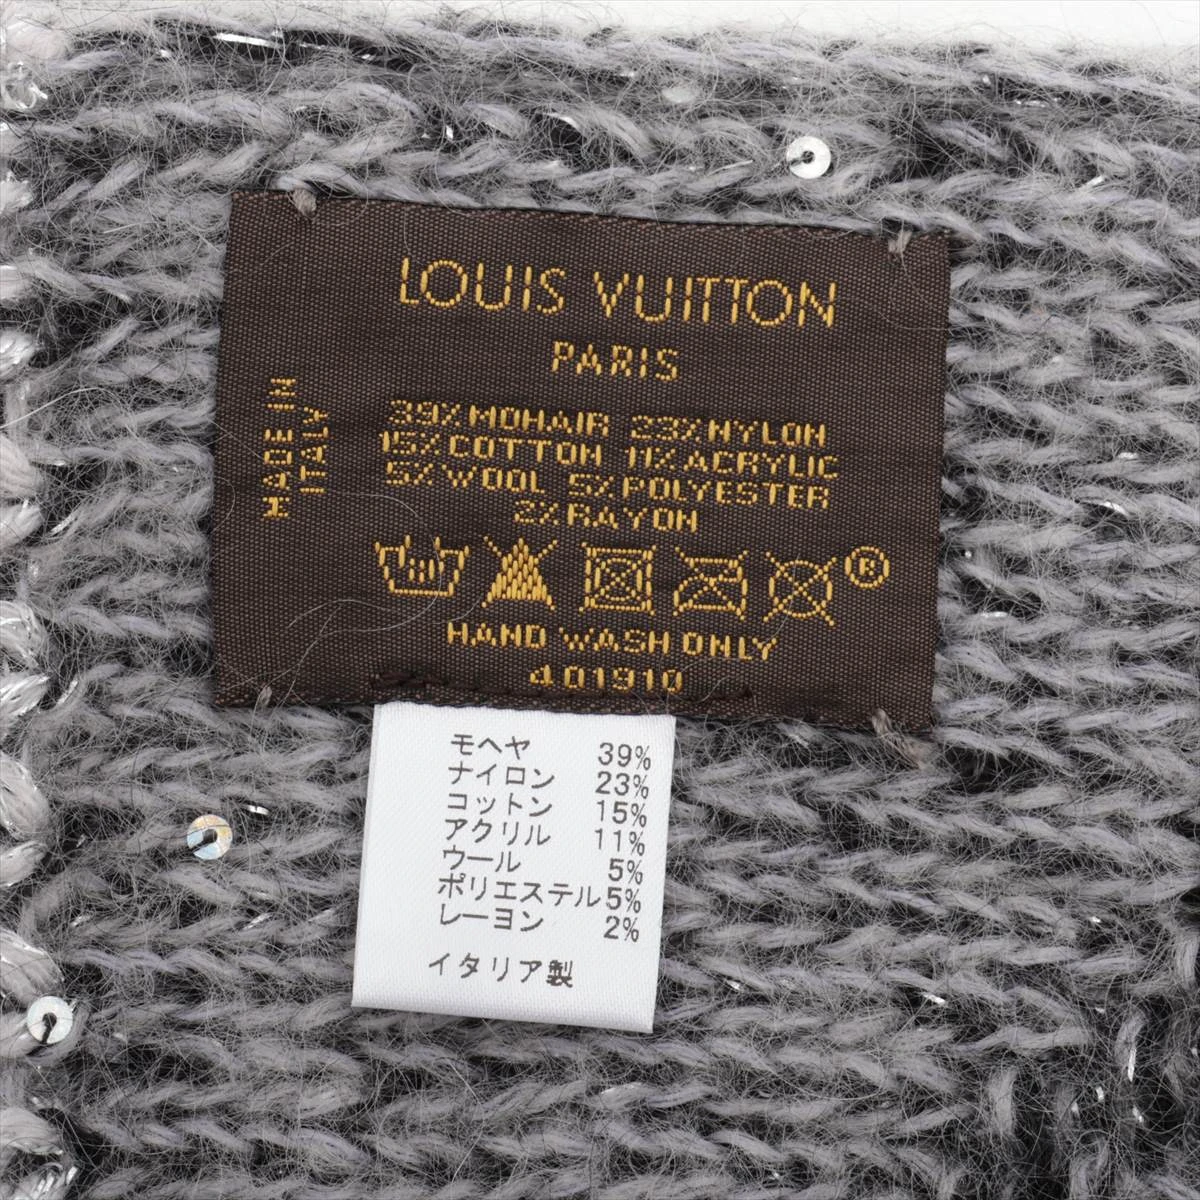 LOUIS VUITTON
PARIS
MADE IN
ITALY
39% MOHAIR 23% NYLON
15% COTTON 11% ACRYLIC
5% WOOL 5% POLYESTER
2% RAYON
®
HAND WASH ONLY
401910
モヘヤ 39%
ナイロン 23%
コットン 15%
アクリル 11%
ウール 5%
ポリエステル 5%
レーヨン 2%
イタリア製